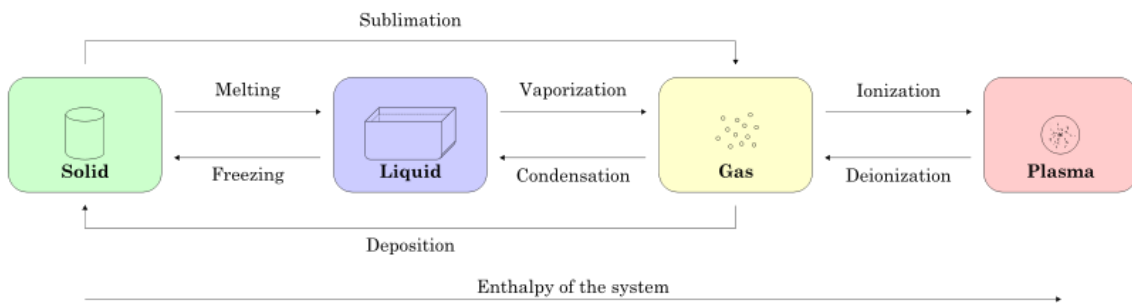 Sublimation
Melting
Vaporization
Ionization
Solid
Freezing
Liquid
Condensation
Gas
Deionization
Plasma
Deposition
Enthalpy of the system